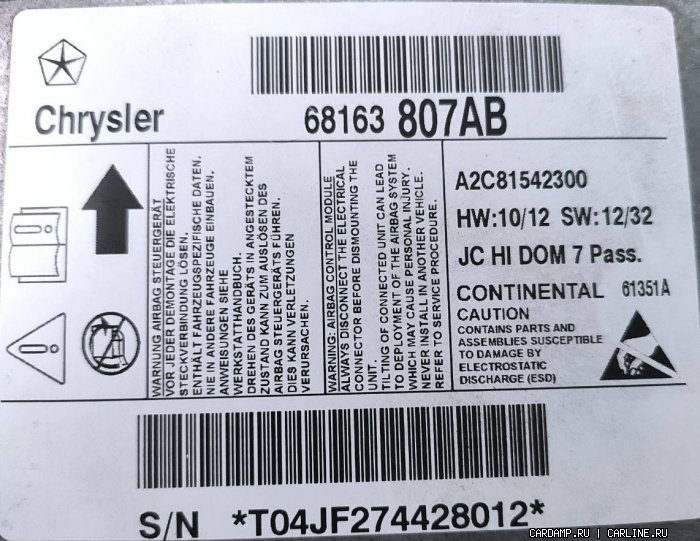 Chrysler
68163 807AB
WARNUNG AIRBAG STEUERGERÄT
VOR JEDER DEMONTAGE DIE ELEKTRISCHE
STECKVERBINDUNG LÖSEN.
ENTHÄLT FAHRZEUGSPEZIFISCHE DATEN.
NIE IN ANDERE FAHRZEUGE EINBAUEN.
ANWEISUNGEN SIEHE
WERKSTATTHANDBUCH.
DREHEN DES GERÄTS IN ANGESTECKTEM
ZUSTAND KANN ZUM AUSLÖSEN DES
AIRBAG STEUERGERÄTS FÜHREN.
DIES KANN VERLETZUNGEN
VERURSACHEN.
WARNING: AIRBAG CONTROL MODULE
ALWAYS DISCONNECT THE ELECTRICAL
CONNECTOR BEFORE DISMOUNTING THE
UNIT.
TILTING OF CONNECTED UNIT CAN LEAD
TO DEPLOYMENT OF THE AIRBAG SYSTEM
WHICH MAY CAUSE PERSONAL INJURY.
NEVER INSTALL IN ANOTHER VEHICLE.
REFER TO SERVICE PROCEDURE.
A2C81542300
HW:10/12 SW:12/32
JC HI DOM 7 Pass.
CONTINENTAL 61351A
CAUTION
CONTAINS PARTS AND
ASSEMBLIES SUSCEPTIBLE
TO DAMAGE BY
ELECTROSTATIC
DISCHARGE (ESD)
S/N *T04JF274428012*
CARDAMP.RU | CARLINE.RU